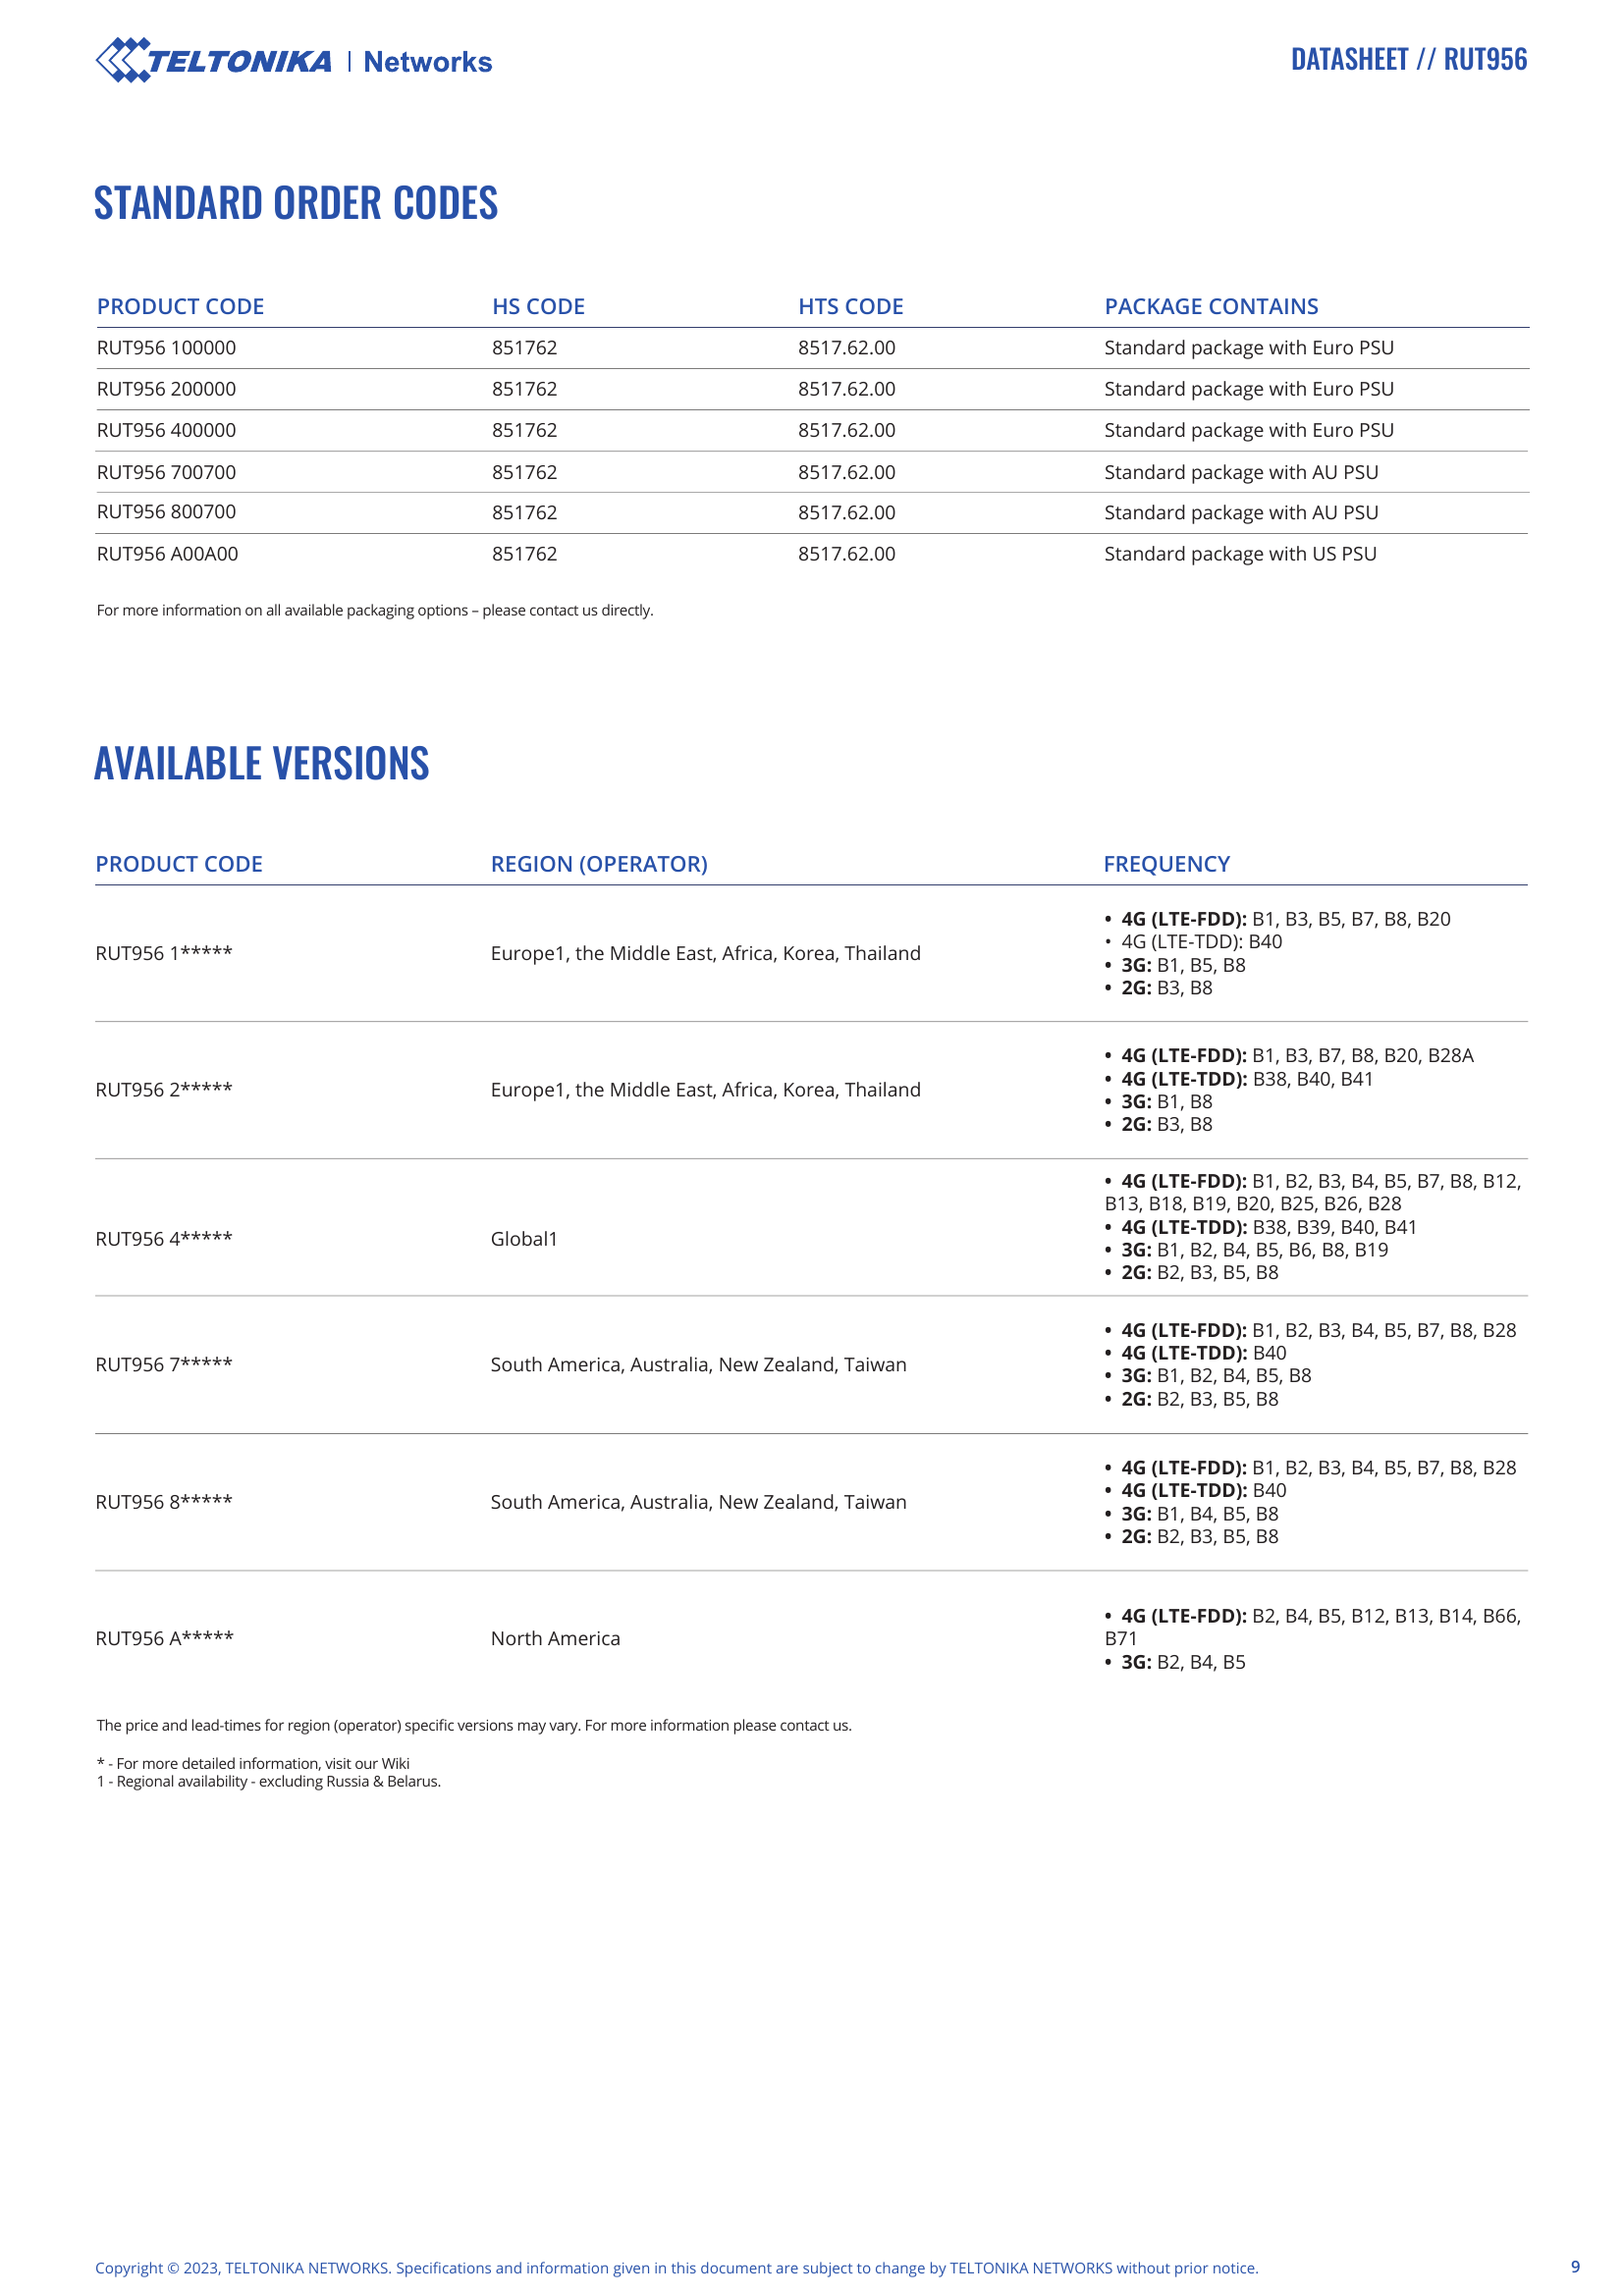 TELTONIKA | Networks
DATASHEET // RUT956
STANDARD ORDER CODES
PRODUCT CODE HS CODE HTS CODE PACKAGE CONTAINS
RUT956 100000 851762 8517.62.00 Standard package with Euro PSU
RUT956 200000 851762 8517.62.00 Standard package with Euro PSU
RUT956 400000 851762 8517.62.00 Standard package with Euro PSU
RUT956 700700 851762 8517.62.00 Standard package with AU PSU
RUT956 800700 851762 8517.62.00 Standard package with AU PSU
RUT956 A00A00 851762 8517.62.00 Standard package with US PSU
For more information on all available packaging options – please contact us directly.
AVAILABLE VERSIONS
PRODUCT CODE REGION (OPERATOR) FREQUENCY
RUT956 1***** Europe1, the Middle East, Africa, Korea, Thailand
• 4G (LTE-FDD): B1, B3, B5, B7, B8, B20
• 4G (LTE-TDD): B40
• 3G: B1, B5, B8
• 2G: B3, B8
RUT956 2***** Europe1, the Middle East, Africa, Korea, Thailand
• 4G (LTE-FDD): B1, B3, B7, B8, B20, B28A
• 4G (LTE-TDD): B38, B40, B41
• 3G: B1, B8
• 2G: B3, B8
RUT956 4***** Global1
• 4G (LTE-FDD): B1, B2, B3, B4, B5, B7, B8, B12,
B13, B18, B19, B20, B25, B26, B28
• 4G (LTE-TDD): B38, B39, B40, B41
• 3G: B1, B2, B4, B5, B6, B8, B19
• 2G: B2, B3, B5, B8
RUT956 7***** South America, Australia, New Zealand, Taiwan
• 4G (LTE-FDD): B1, B2, B3, B4, B5, B7, B8, B28
• 4G (LTE-TDD): B40
• 3G: B1, B2, B4, B5, B8
• 2G: B2, B3, B5, B8
RUT956 8***** South America, Australia, New Zealand, Taiwan
• 4G (LTE-FDD): B1, B2, B3, B4, B5, B7, B8, B28
• 4G (LTE-TDD): B40
• 3G: B1, B4, B5, B8
• 2G: B2, B3, B5, B8
RUT956 A***** North America
• 4G (LTE-FDD): B2, B4, B5, B12, B13, B14, B66,
B71
• 3G: B2, B4, B5
The price and lead-times for region (operator) specific versions may vary. For more information please contact us.
* - For more detailed information, visit our Wiki
1 - Regional availability - excluding Russia & Belarus.
Copyright © 2023, TELTONIKA NETWORKS. Specifications and information given in this document are subject to change by TELTONIKA NETWORKS without prior notice.
9